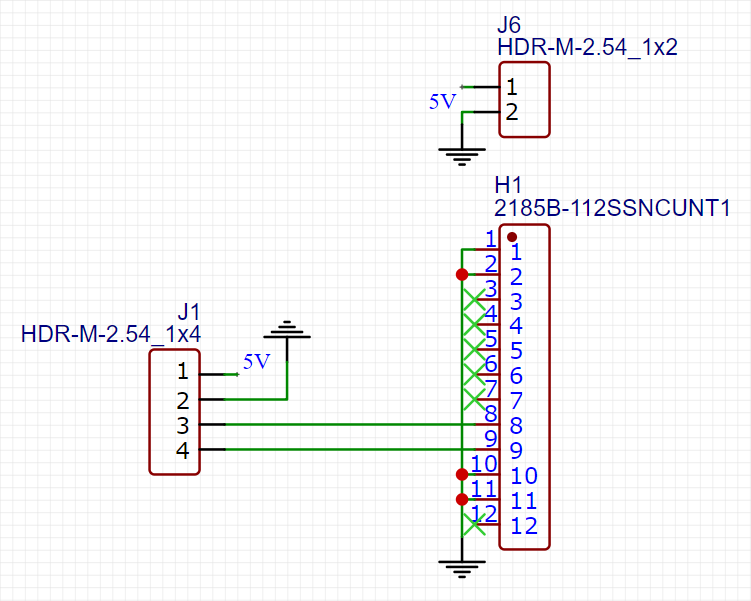 J6
HDR-M-2.54_1x2
1
5V
2
H1
2185B-112SSNCUNT1
1 1
2 2
3 3
4 4
5 5
6 6
7 7
8 8
9 9
10 10
11 11
12 12
J1
HDR-M-2.54_1x4
1 5V
2
3
4